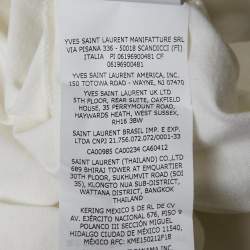 YVES SAINT LAURENT MANIFATTURE SRL
VIA PISANA 336 - 50018 SCANDICCI (FI)
ITALIA PI 06196900481 CF
06196900481
YVES SAINT LAURENT AMERICA, INC.
150 TOTOWA ROAD - WAYNE, NJ 07470
YVES SAINT LAURENT UK LTD
5TH FLOOR, REAR SUITE, OAKFIELD
HOUSE, 35 PERRYMOUNT ROAD,
HAYWARDS HEATH, WEST SUSSEX,
RH16 3BW
YVES SAINT LAURENT BRASIL IMP. E EXP.
LTDA CNPJ 21.756.072/0001-33
CA00985 CA00234 CA60412
YVES SAINT LAURENT (THAILAND) CO.,LTD
689 BHIRAJ TOWER AT EMQUARTIER
30TH FLOOR, SUKHUMVIT ROAD (SOI
35), KLONGTO NUA SUB-DISTRICT,
WATTANA DISTRICT, BANGKOK,
THAILAND
KERING MEXICO S DE RL DE CV
AV. EJÉRCITO NACIONAL 676, PISO
POLANCO III SECCIÓN MIGUEL
HIDALGO CIUDAD DE MÉXICO 11540,
MÉXICO RFC: KME150211P18